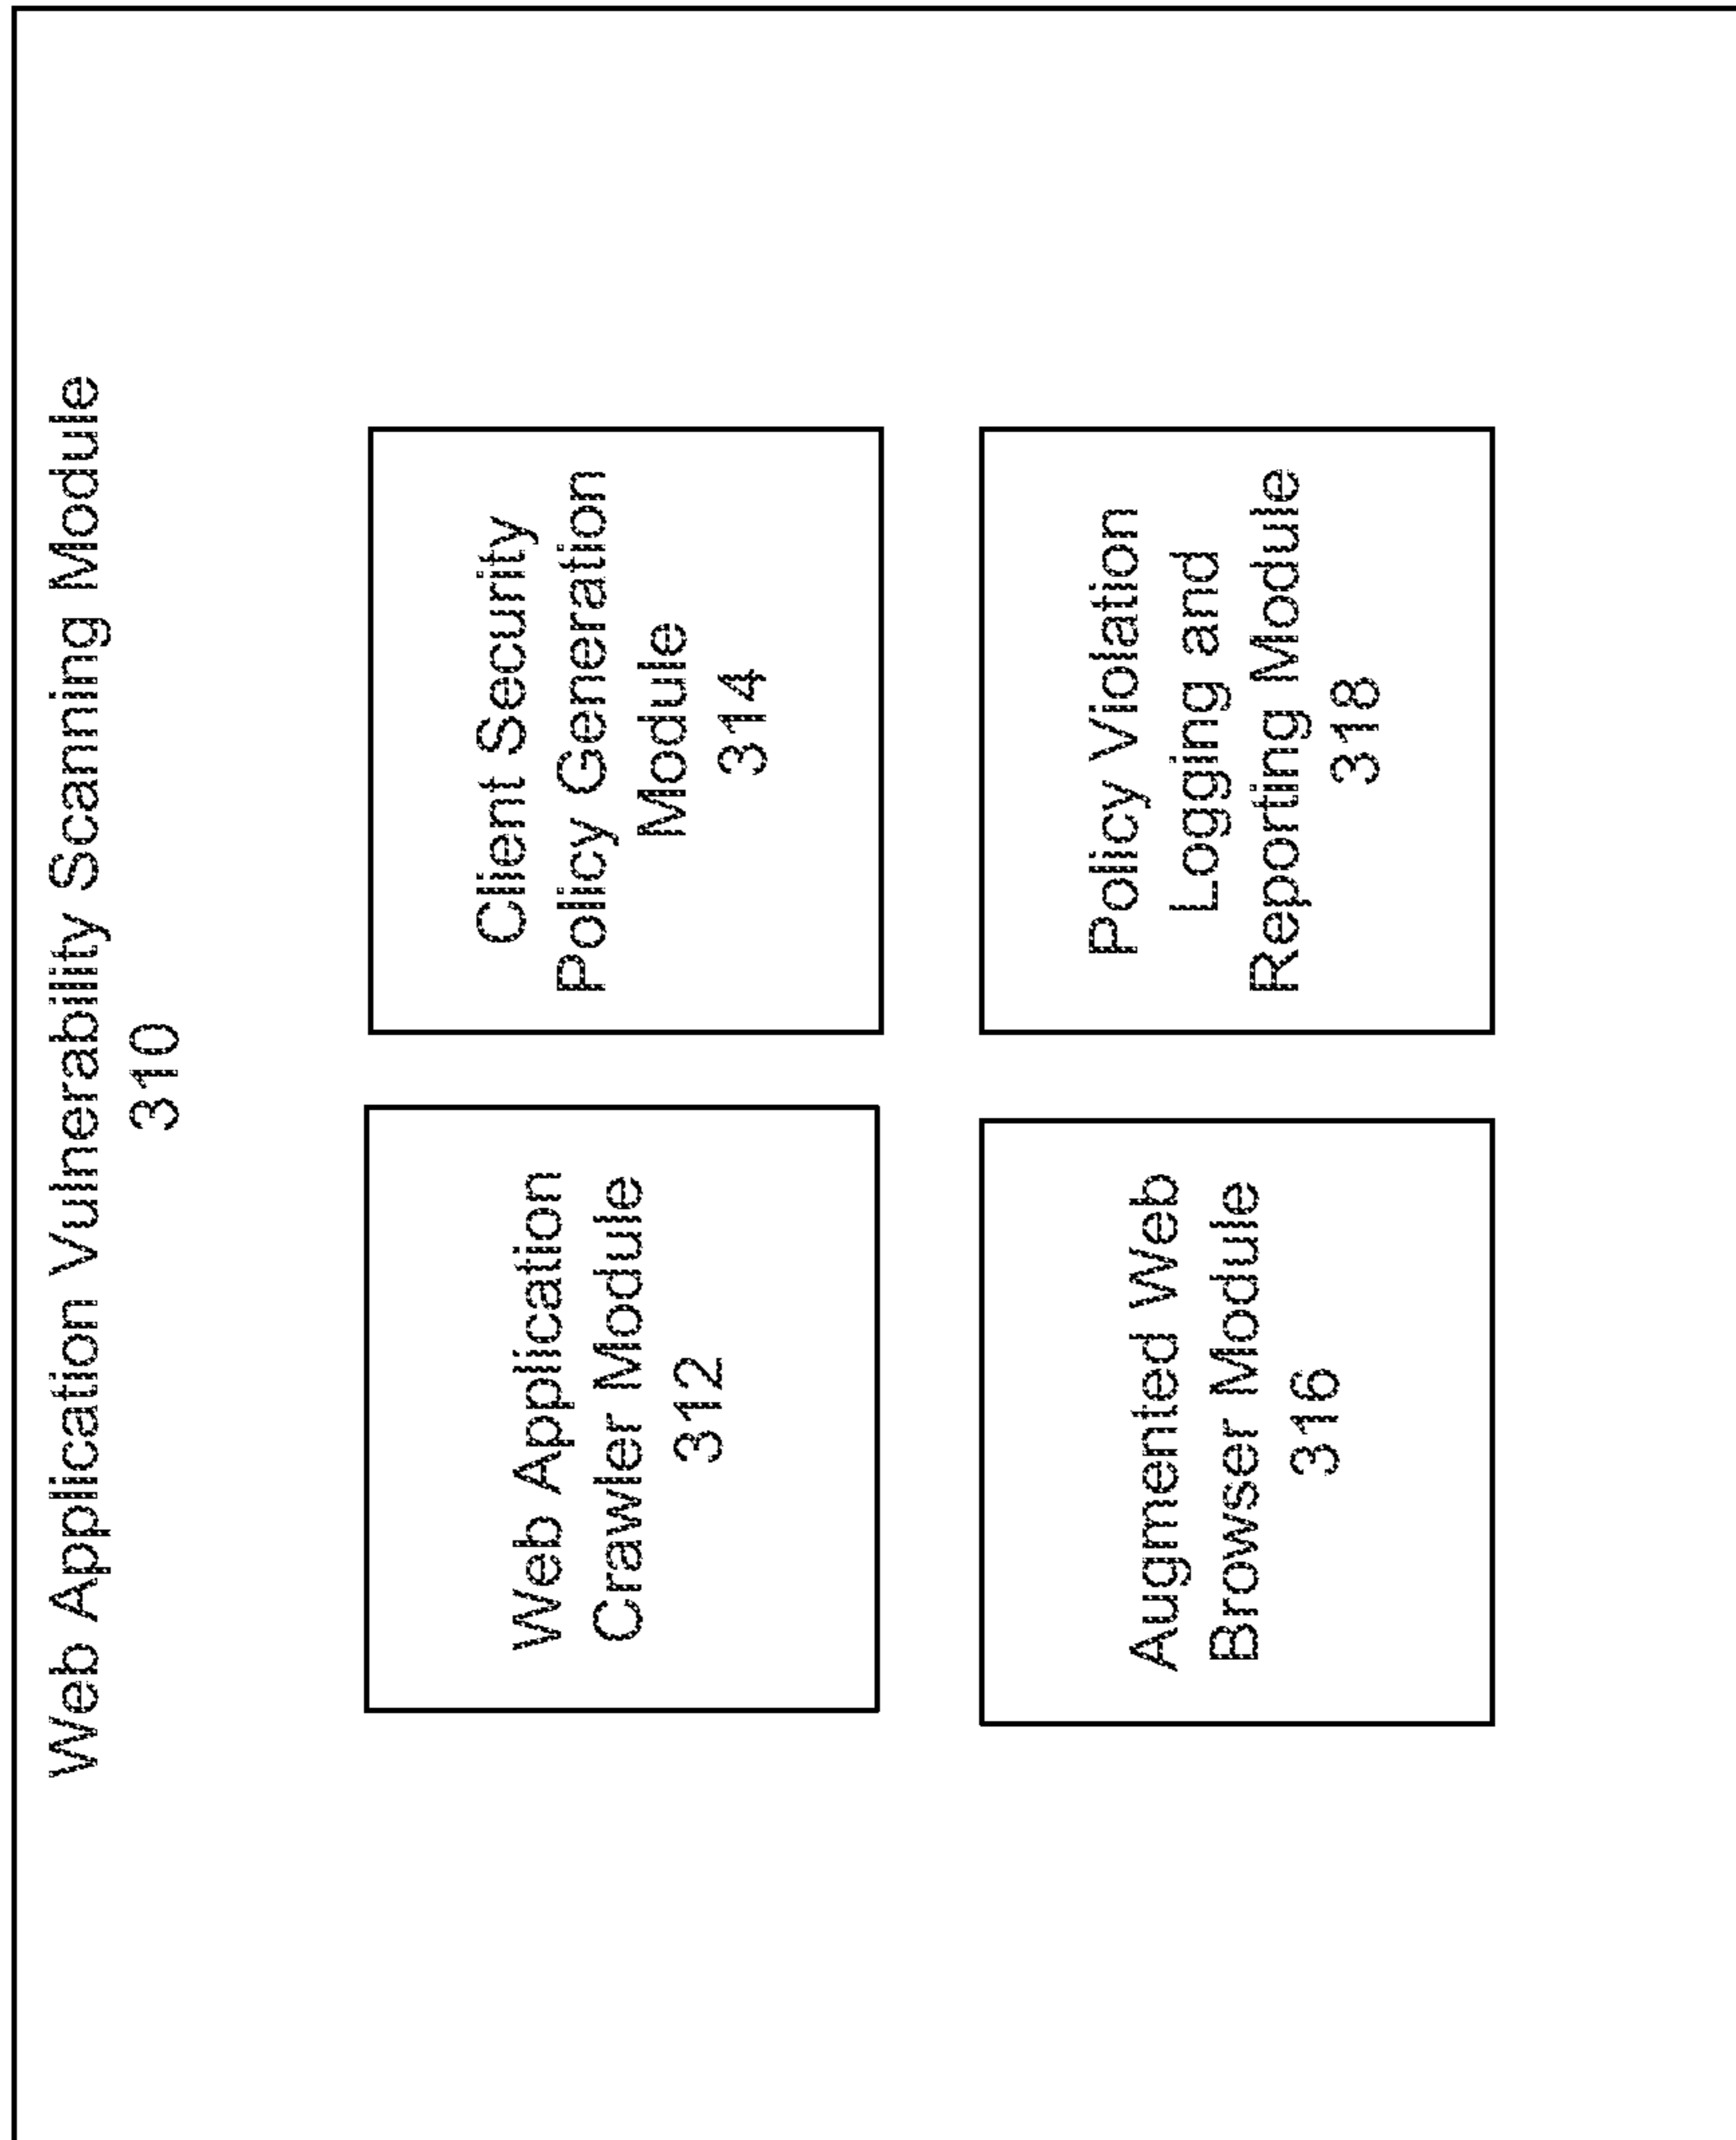 Web Application Vulnerability Scanning Module
310
Web Application
Crawler Module
312
Client Security
Policy Generation
Module
314
Augmented Web
Browser Module
316
Policy Violation
Logging and
Reporting Module
318